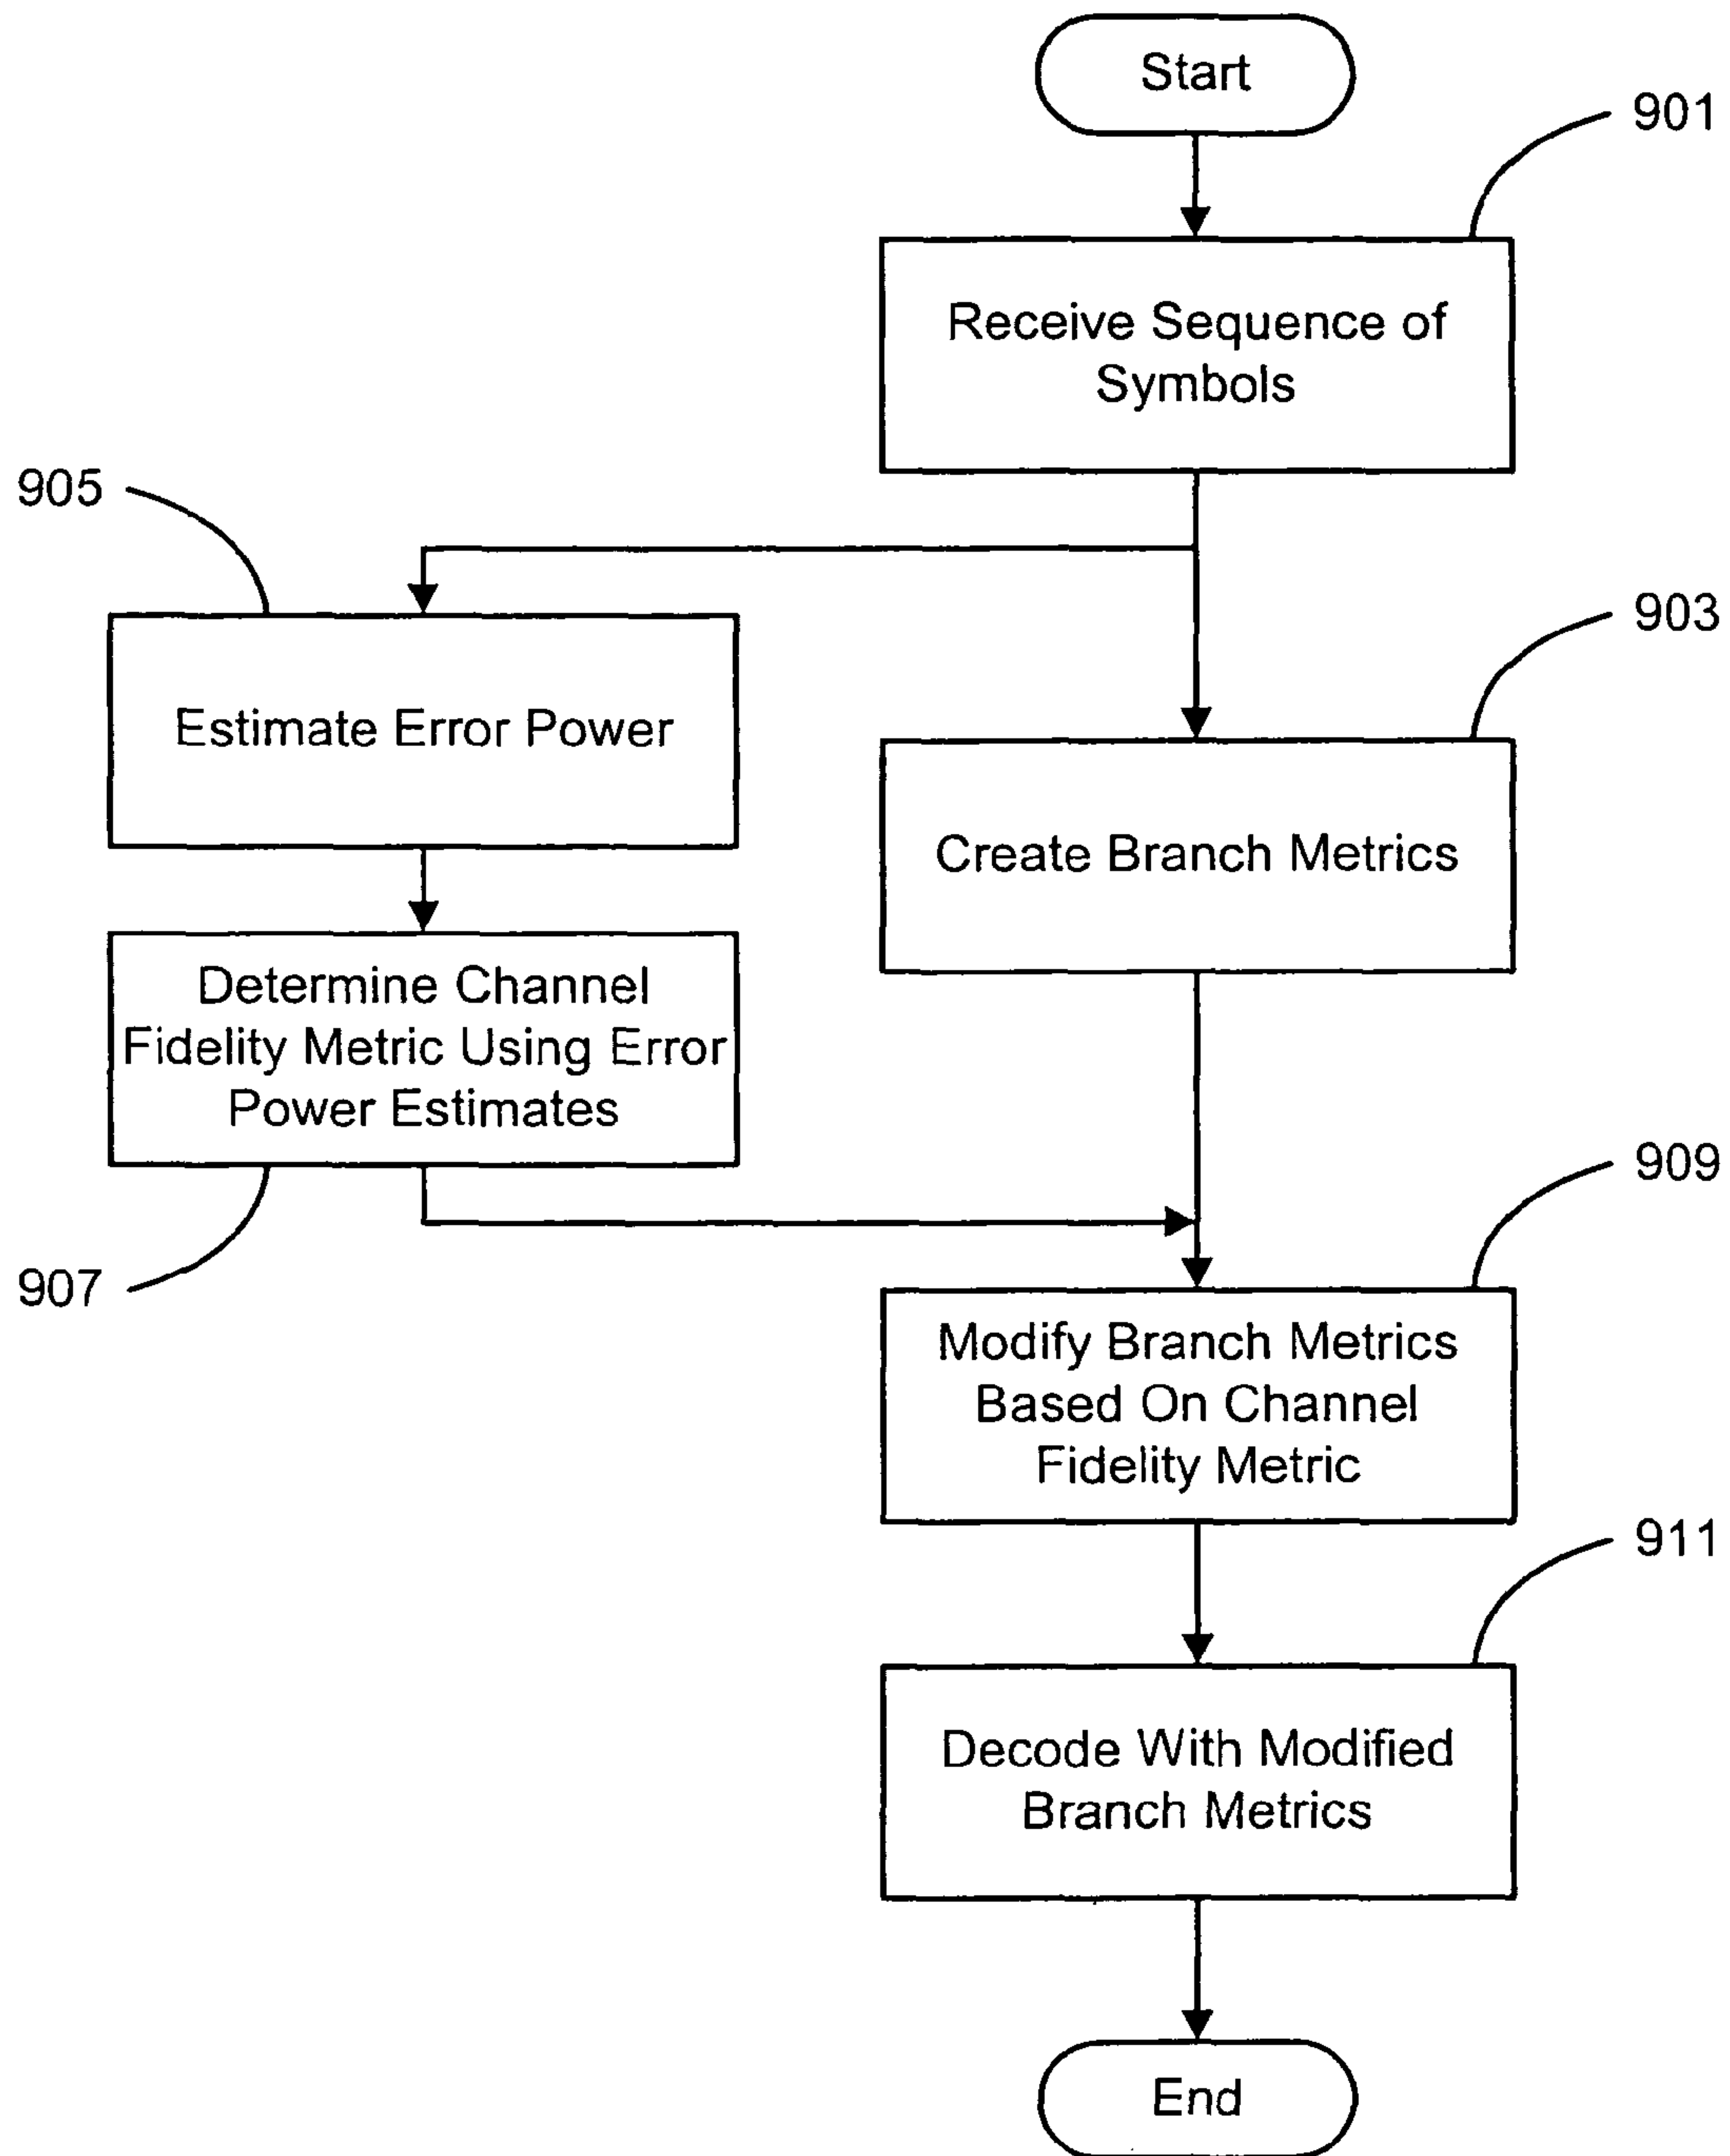 Start
901
Receive Sequence of
Symbols
905
903
Estimate Error Power
Create Branch Metrics
Determine Channel
Fidelity Metric Using Error
Power Estimates
909
907
Modify Branch Metrics
Based On Channel
Fidelity Metric
911
Decode With Modified
Branch Metrics
End